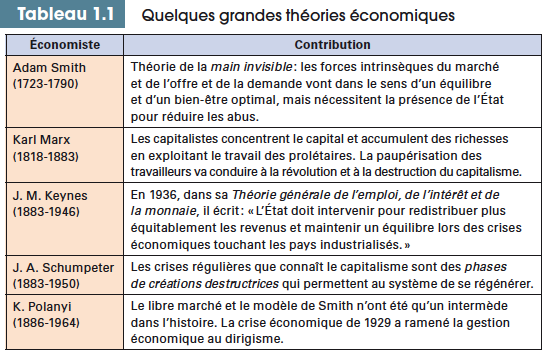 Tableau 1.1 Quelques grandes théories économiques
Économiste Contribution
Adam Smith
(1723-1790)
Théorie de la main invisible : les forces intrinsèques du marché
et de l'offre et de la demande vont dans le sens d'un équilibre
et d'un bien-être optimal, mais nécessitent la présence de l'État
pour réduire les abus.
Karl Marx
(1818-1883)
Les capitalistes concentrent le capital et accumulent des richesses
en exploitant le travail des prolétaires. La paupérisation des
travailleurs va conduire à la révolution et à la destruction du capitalisme.
J. M. Keynes
(1883-1946)
En 1936, dans sa Théorie générale de l'emploi, de l'intérêt et de
la monnaie, il écrit : « L'État doit intervenir pour redistribuer plus
équitablement les revenus et maintenir un équilibre lors des crises
économiques touchant les pays industrialisés. »
J. A. Schumpeter
(1883-1950)
Les crises régulières que connaît le capitalisme sont des phases
de créations destructrices qui permettent au système de se régénérer.
K. Polanyi
(1886-1964)
Le libre marché et le modèle de Smith n'ont été qu'un intermède
dans l'histoire. La crise économique de 1929 a ramené la gestion
économique au dirigisme.